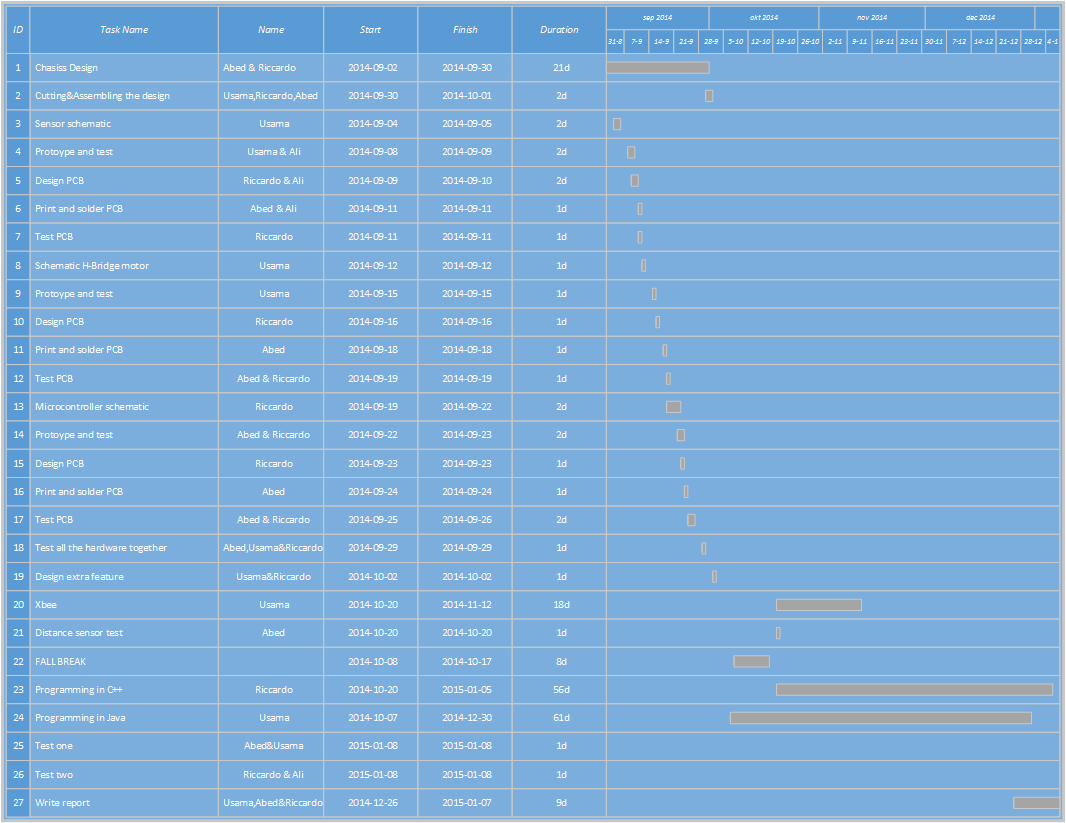 ID Task Name Name Start Finish Duration sep 2014 okt 2014 nov 2014 dec 2014
31-8 7-9 14-9 21-9 28-9 5-10 12-10 19-10 26-10 2-11 9-11 16-11 23-11 30-11 7-12 14-12 21-12 28-12 4-1
1 Chasiss Design Abed & Riccardo 2014-09-02 2014-09-30 21d
2 Cutting&Assembling the design Usama,Riccardo,Abed 2014-09-30 2014-10-01 2d
3 Sensor schematic Usama 2014-09-04 2014-09-05 2d
4 Protoype and test Usama & Ali 2014-09-08 2014-09-09 2d
5 Design PCB Riccardo & Ali 2014-09-09 2014-09-10 2d
6 Print and solder PCB Abed & Ali 2014-09-11 2014-09-11 1d
7 Test PCB Riccardo 2014-09-11 2014-09-11 1d
8 Schematic H-Bridge motor Usama 2014-09-12 2014-09-12 1d
9 Protoype and test Usama 2014-09-15 2014-09-15 1d
10 Design PCB Riccardo 2014-09-16 2014-09-16 1d
11 Print and solder PCB Abed 2014-09-18 2014-09-18 1d
12 Test PCB Abed & Riccardo 2014-09-19 2014-09-19 1d
13 Microcontroller schematic Riccardo 2014-09-19 2014-09-22 2d
14 Protoype and test Abed & Riccardo 2014-09-22 2014-09-23 2d
15 Design PCB Riccardo 2014-09-23 2014-09-23 1d
16 Print and solder PCB Abed 2014-09-24 2014-09-24 1d
17 Test PCB Abed & Riccardo 2014-09-25 2014-09-26 2d
18 Test all the hardware together Abed,Usama&Riccardo 2014-09-29 2014-09-29 1d
19 Design extra feature Usama&Riccardo 2014-10-02 2014-10-02 1d
20 Xbee Usama 2014-10-20 2014-11-12 18d
21 Distance sensor test Abed 2014-10-20 2014-10-20 1d
22 FALL BREAK 2014-10-08 2014-10-17 8d
23 Programming in C++ Riccardo 2014-10-20 2015-01-05 56d
24 Programming in Java Usama 2014-10-07 2014-12-30 61d
25 Test one Abed&Usama 2015-01-08 2015-01-08 1d
26 Test two Riccardo & Ali 2015-01-08 2015-01-08 1d
27 Write report Usama,Abed&Riccardo 2014-12-26 2015-01-07 9d